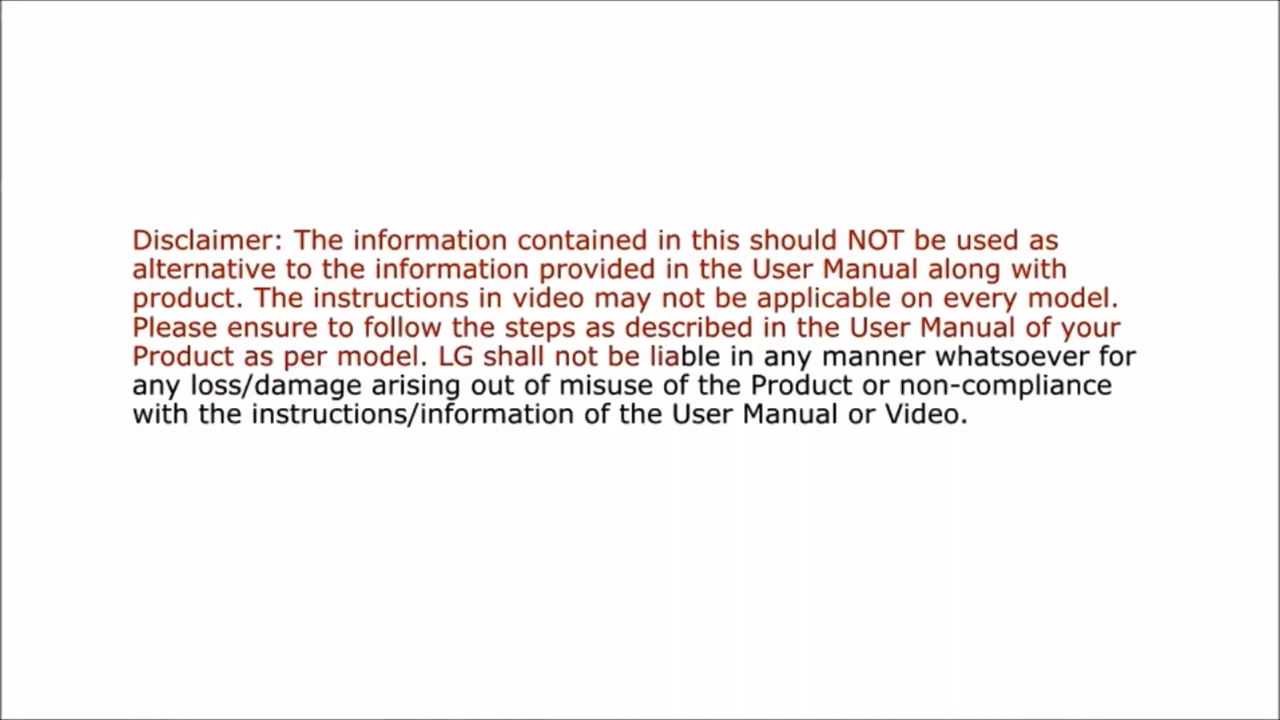 Disclaimer: The information contained in this should NOT be used as
alternative to the information provided in the User Manual along with
product. The instructions in video may not be applicable on every model.
Please ensure to follow the steps as described in the User Manual of your
Product as per model. LG shall not be liable in any manner whatsoever for
any loss/damage arising out of misuse of the Product or non-compliance
with the instructions/information of the User Manual or Video.